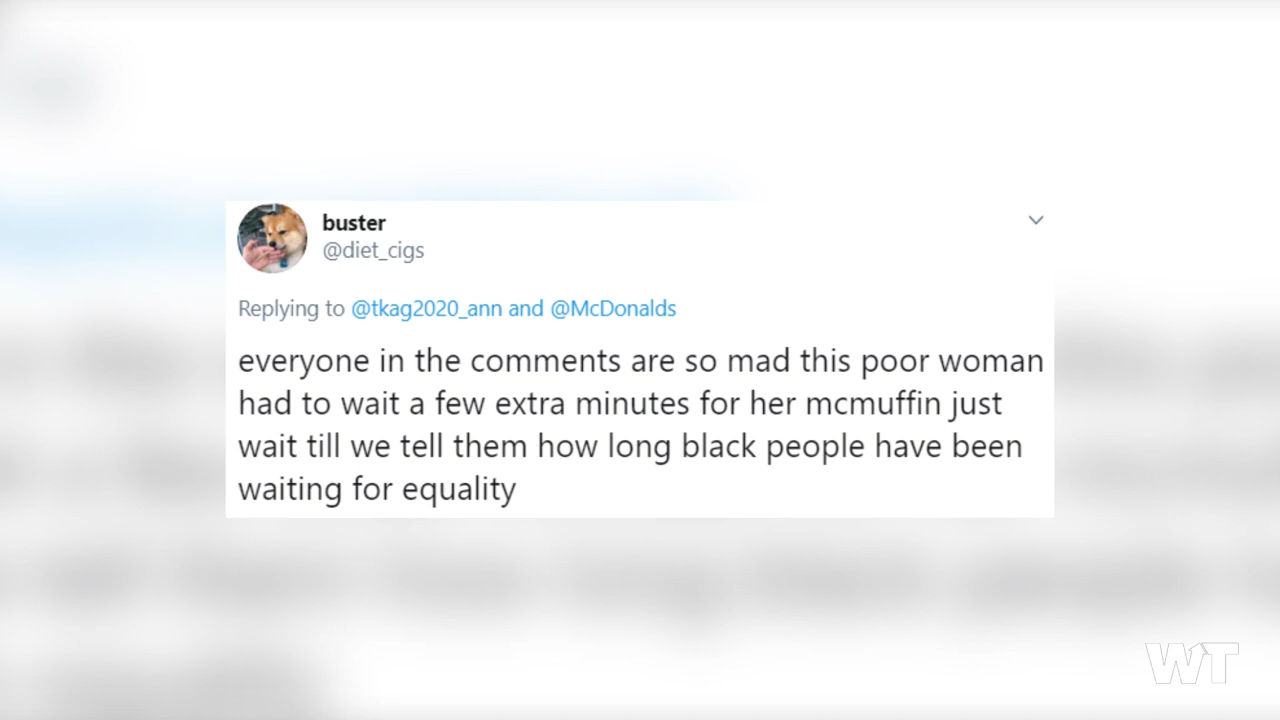 buster
@diet_cigs
Replying to @tkag2020_ann and @McDonalds
everyone in the comments are so mad this poor woman
had to wait a few extra minutes for her mcmuffin just
wait till we tell them how long black people have been
waiting for equality
WT